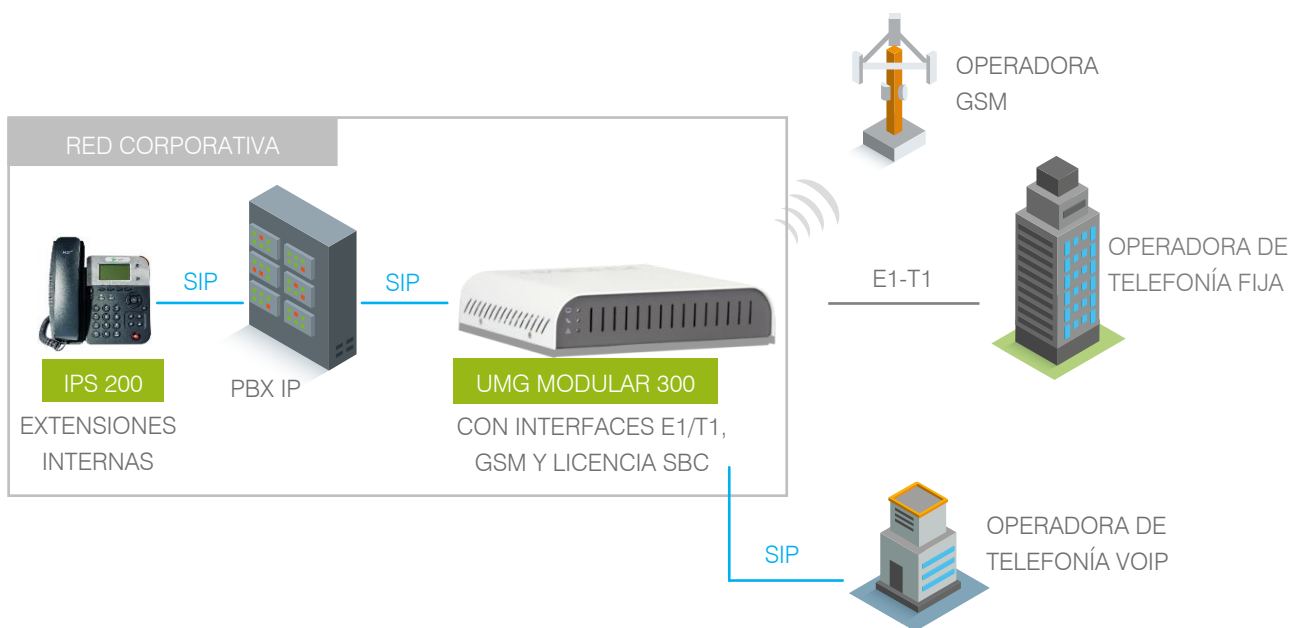 OPERADORA
GSM
RED CORPORATIVA
SIP
SIP
E1-T1
OPERADORA DE
TELEFONÍA FIJA
IPS 200
PBX IP
UMG MODULAR 300
EXTENSIONES
INTERNAS
CON INTERFACES E1/T1,
GSM Y LICENCIA SBC
SIP
OPERADORA DE
TELEFONÍA VOIP